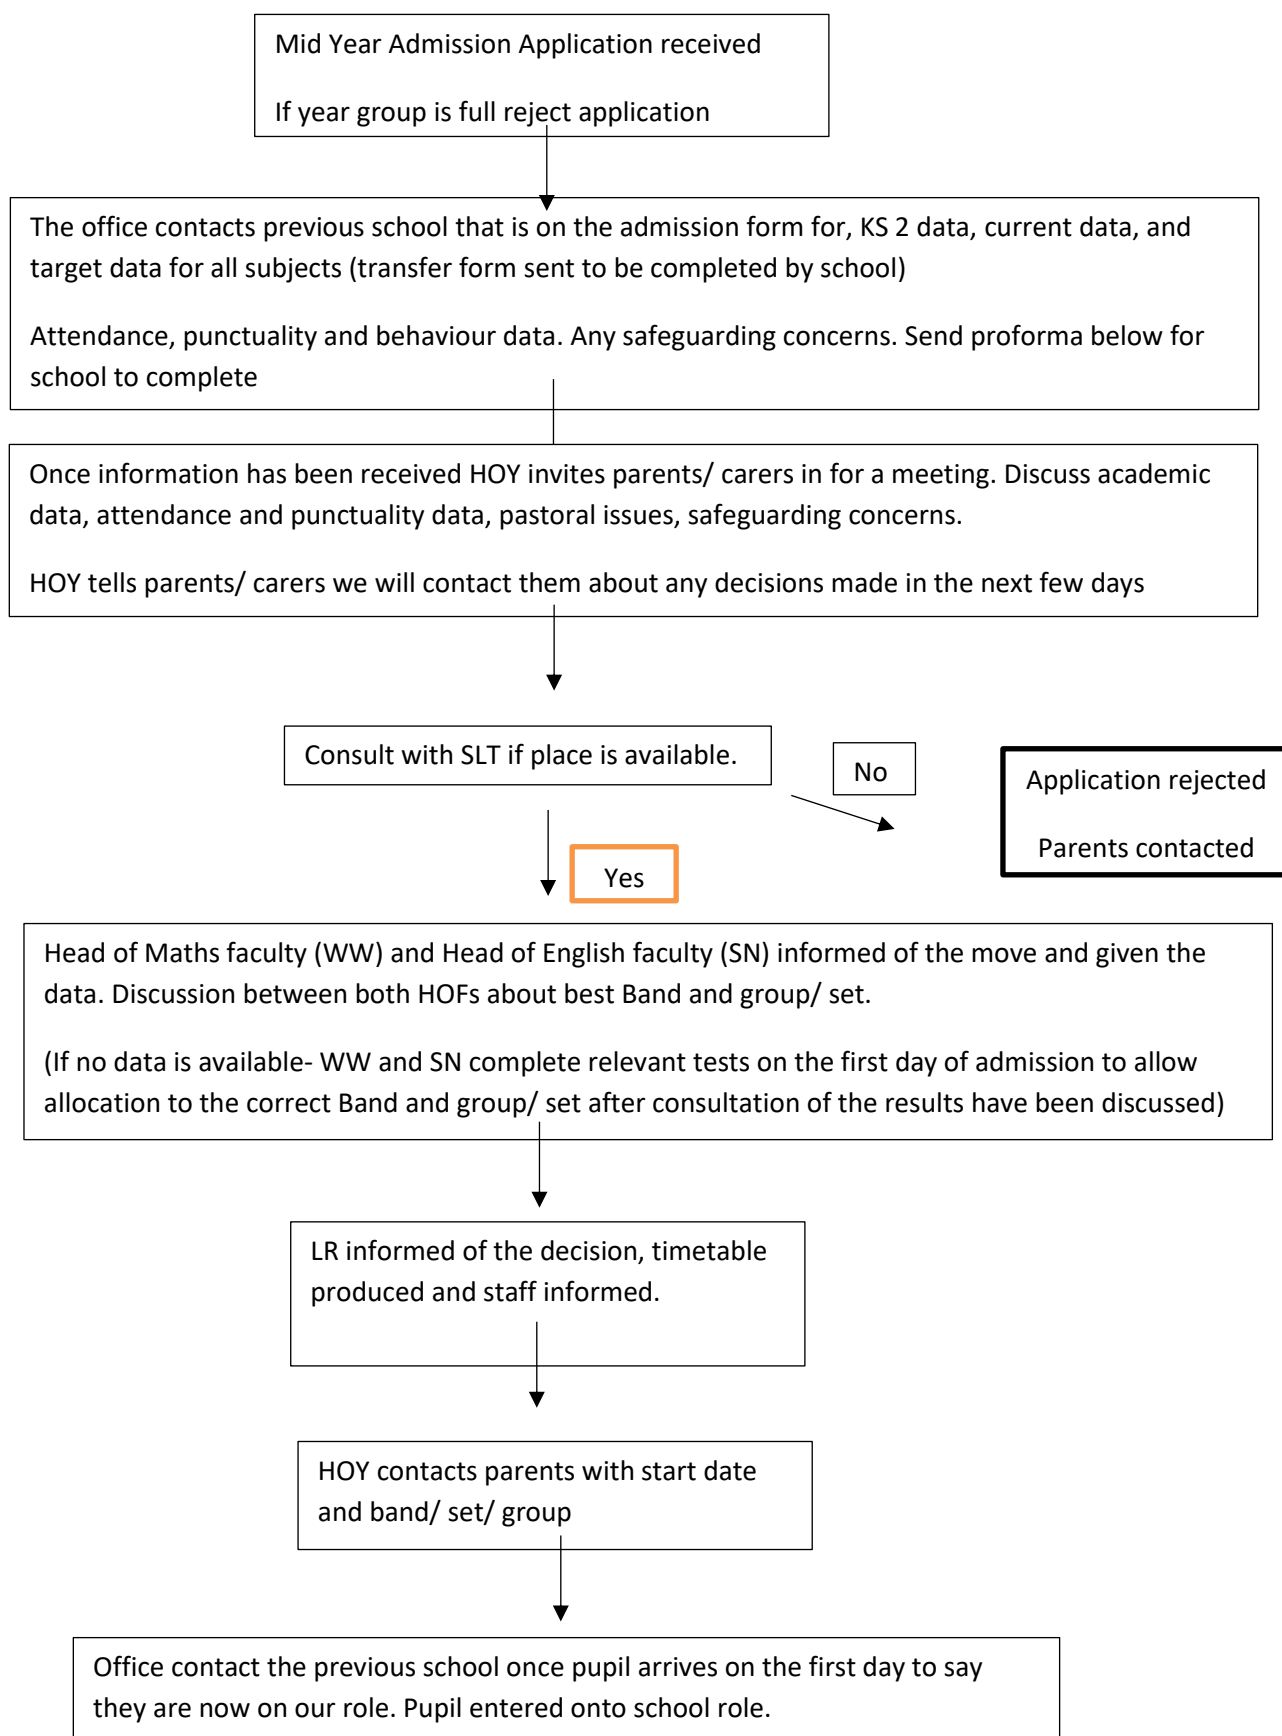 Mid Year Admission Application received
If year group is full reject application
The office contacts previous school that is on the admission form for, KS 2 data, current data, and
target data for all subjects (transfer form sent to be completed by school)
Attendance, punctuality and behaviour data. Any safeguarding concerns. Send proforma below for
school to complete
Once information has been received HOY invites parents/ carers in for a meeting. Discuss academic
data, attendance and punctuality data, pastoral issues, safeguarding concerns.
HOY tells parents/ carers we will contact them about any decisions made in the next few days
Consult with SLT if place is available.
No
Application rejected
Parents contacted
Yes
Head of Maths faculty (WW) and Head of English faculty (SN) informed of the move and given the
data. Discussion between both HOFs about best Band and group/ set.
(If no data is available- WW and SN complete relevant tests on the first day of admission to allow
allocation to the correct Band and group/ set after consultation of the results have been discussed)
LR informed of the decision, timetable
produced and staff informed.
HOY contacts parents with start date
and band/ set/ group
Office contact the previous school once pupil arrives on the first day to say
they are now on our role. Pupil entered onto school role.